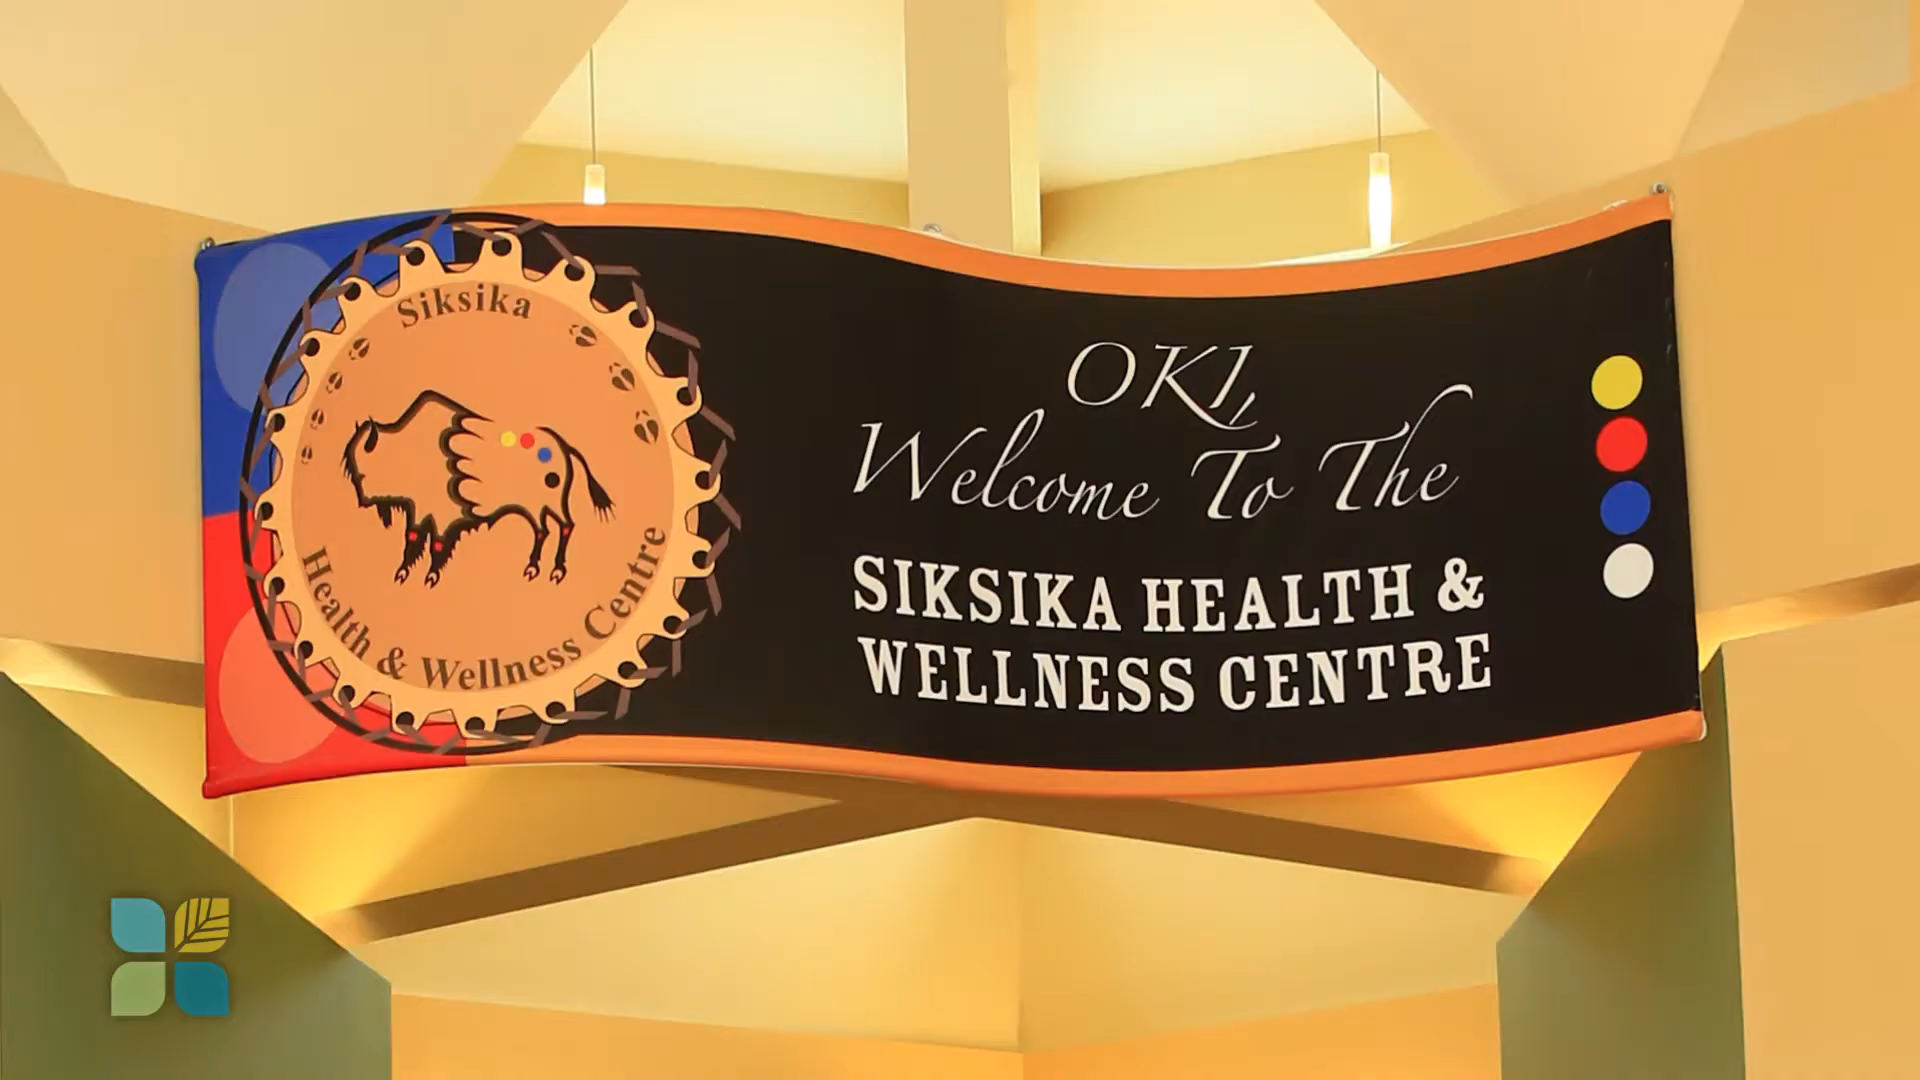 Siksika
Health & Wellness Centre
OKI,
Welcome To The
SIKSIKA HEALTH &
WELLNESS CENTRE